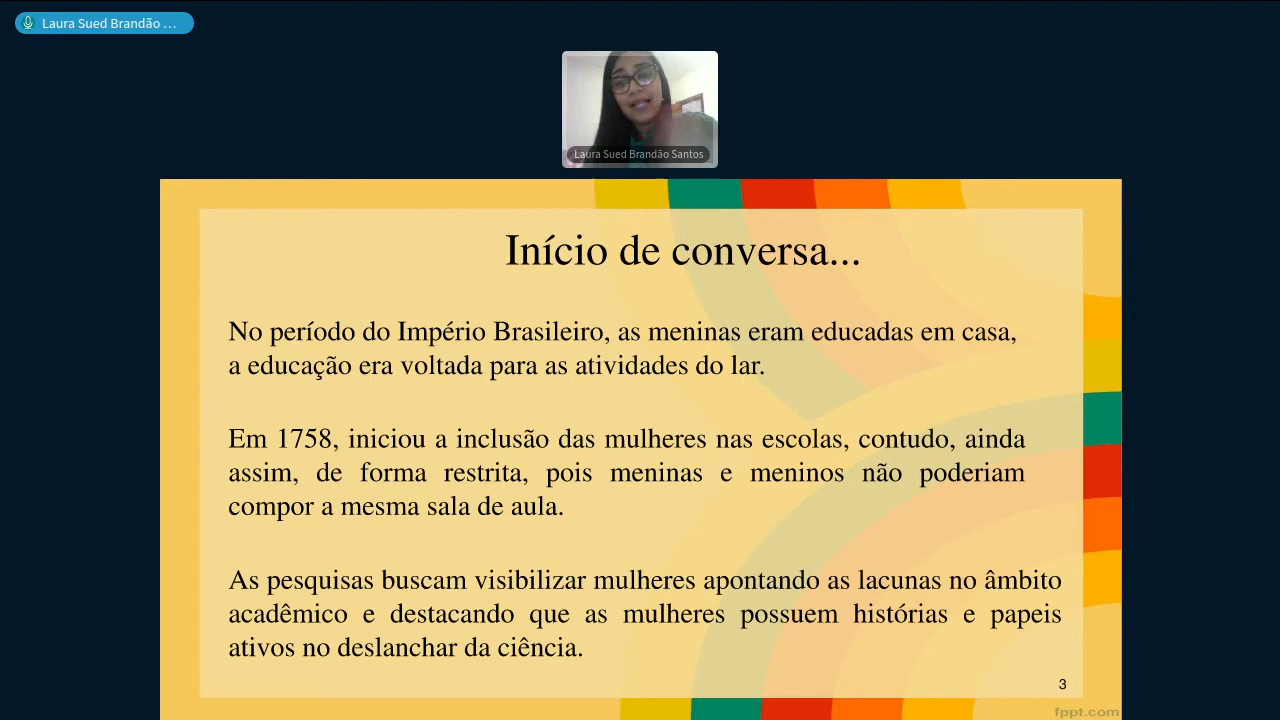 Laura Sued Brandão ...
Laura Sued Brandão Santos
Início de conversa...
No período do Império Brasileiro, as meninas eram educadas em casa,
a educação era voltada para as atividades do lar.
Em 1758, iniciou a inclusão das mulheres nas escolas, contudo, ainda
assim, de forma restrita, pois meninas e meninos não poderiam
compor a mesma sala de aula.
As pesquisas buscam visibilizar mulheres apontando as lacunas no âmbito
acadêmico e destacando que as mulheres possuem histórias e papeis
ativos no deslanchar da ciência.
3
fppt.com